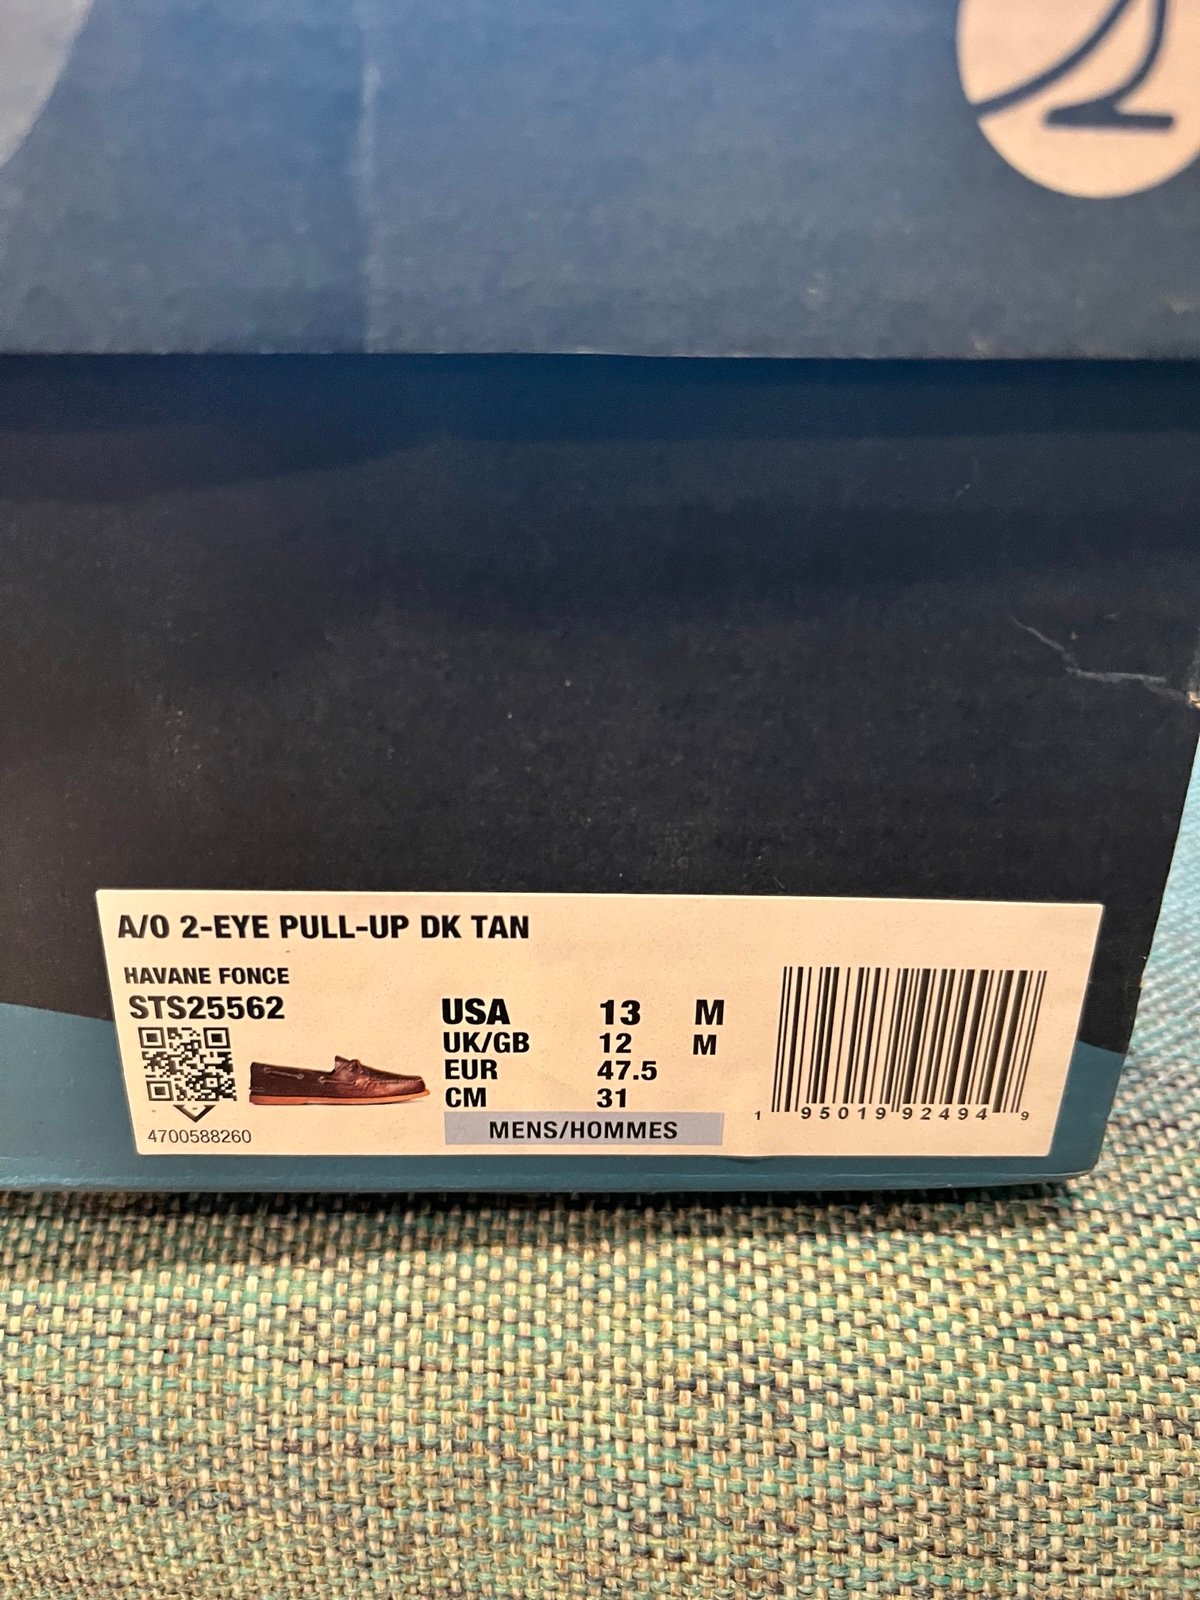 A/O 2-EYE PULL-UP DK TAN
HAVANE FONCE
STS25562
USA 13 M
UK/GB 12 M
EUR 47.5
CM 31
MENS/HOMMES
4700588260
1 95019 92494 9